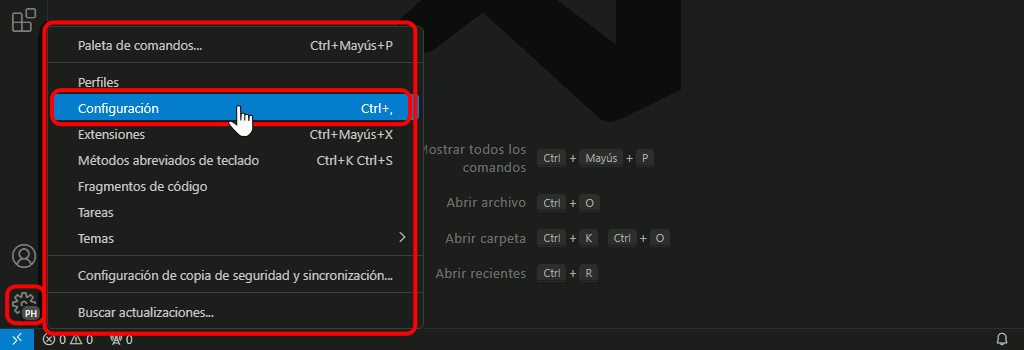 Paleta de comandos... Ctrl+Mayús+P
Perfiles
Configuración Ctrl+,
Extensiones Ctrl+Mayús+X
Métodos abreviados de teclado Ctrl+K Ctrl+S
Fragmentos de código
Tareas
Temas
Configuración de copia de seguridad y sincronización...
Buscar actualizaciones...
Mostrar todos los
comandos
Ctrl + Mayús + P
Abrir archivo Ctrl + O
Abrir carpeta Ctrl + K Ctrl + O
Abrir recientes Ctrl + R
PH
0 0 0